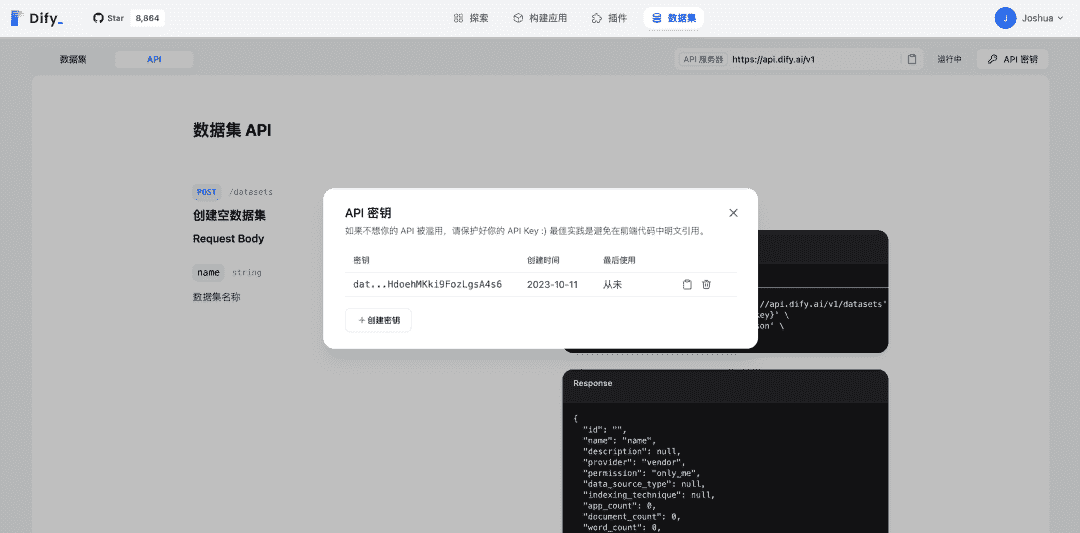 Dify_
Star 8,864
探索
构建应用
插件
数据集
J Joshua
数据集
API
API 服务器 https://api.dify.ai/v1
运行中
API 密钥
数据集 API
POST /datasets
创建空数据集
Request Body
name string
数据集名称
API 密钥
如果不想你的 API 被滥用，请保护好你的 API Key :) 最佳实践是避免在前端代码中明文引用。
密钥 创建时间 最后使用
dat...HdoehMKki9FozLgsA4s6 2023-10-11 从未
+ 创建密钥
//api.dify.ai/v1/datasets'
key}' \
on' \
Response
{
"id": "",
"name": "name",
"description": null,
"provider": "vendor",
"permission": "only_me",
"data_source_type": null,
"indexing_technique": null,
"app_count": 0,
"document_count": 0,
"word_count": 0,